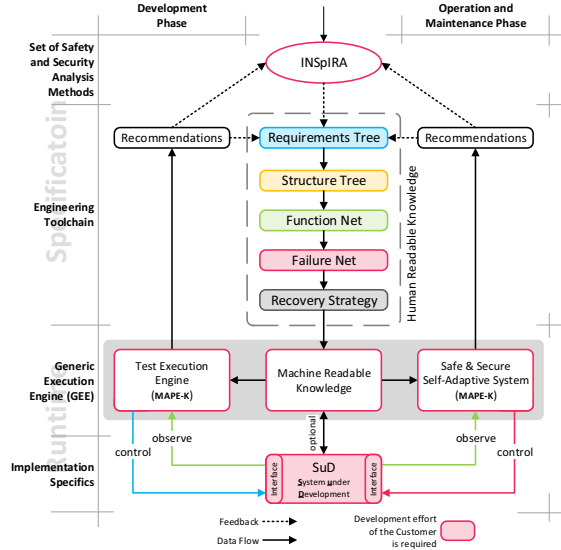 Development
Phase
Operation and
Maintenance Phase
Set of Safety
and Security
Analysis
Methods
INSpIRA
Recommendations
Requirements Tree
Recommendations
Structure Tree
Engineering
Toolchain
Function Net
Failure Net
Recovery Strategy
Human Readable Knowledge
Specificatoin
Generic
Execution
Engine (GEE)
Test Execution
Engine
(MAPE-K)
Machine Readable
Knowledge
Safe & Secure
Self-Adaptive System
(MAPE-K)
Runtime
observe
control
optional
observe
control
Implementation
Specifics
Interface
SuD
System under
Development
Interface
Feedback
Data Flow
Development effort
of the Customer
is required